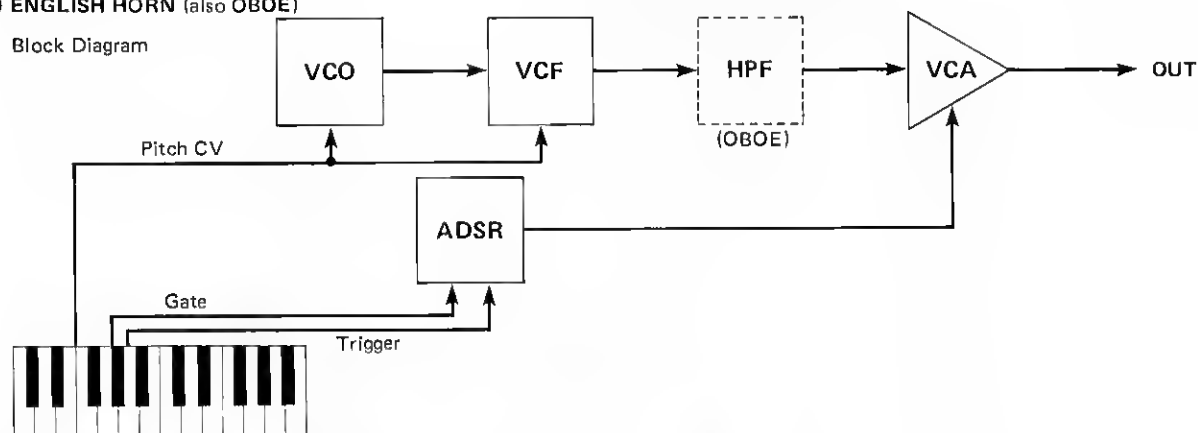 ENGLISH HORN (also OBOE)
Block Diagram
VCO
VCF
HPF
VCA
OUT
(OBOE)
Pitch CV
ADSR
Gate
Trigger